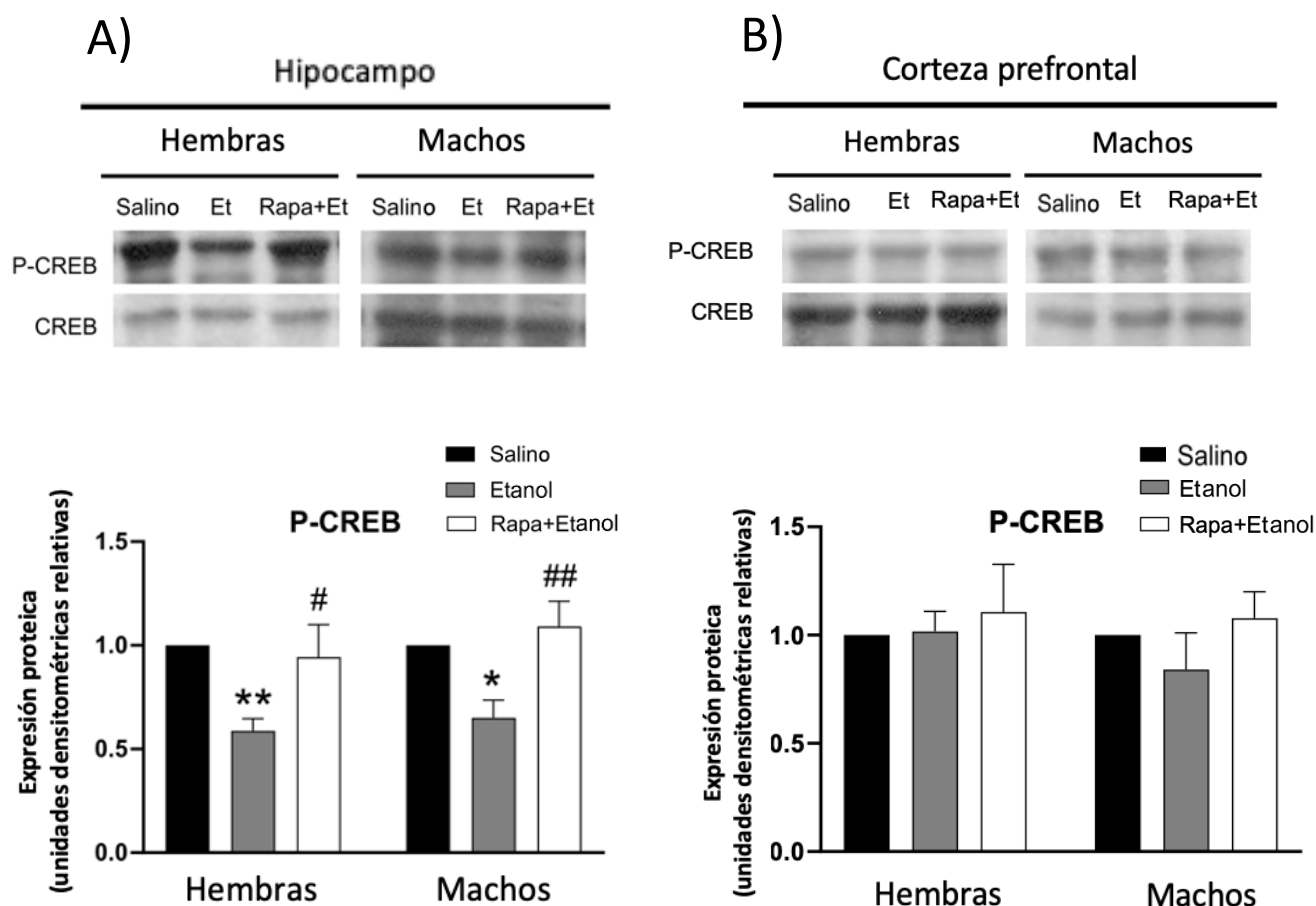 A)
Hipocampo
Hembras Machos
Salino Et Rapa+Et Salino Et Rapa+Et
P-CREB
CREB
Salino
Etanol
Rapa+Etanol
P-CREB
Expresión proteica
(unidades densitométricas relativas)
1.5
1.0
0.5
0.0
# ##
** *
Hembras Machos
B)
Corteza prefrontal
Hembras Machos
Salino Et Rapa+Et Salino Et Rapa+Et
P-CREB
CREB
Salino
Etanol
Rapa+Etanol
P-CREB
Expresión proteica
(unidades densitométricas relativas)
1.5
1.0
0.5
0.0
Hembras Machos